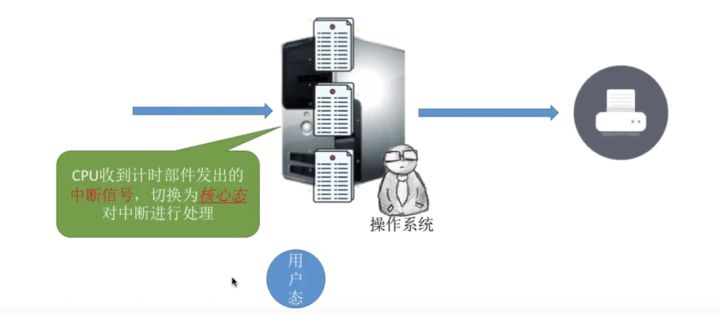 CPU收到计时部件发出的
中断信号，切换为核心态
对中断进行处理
操作系统
用
户
态